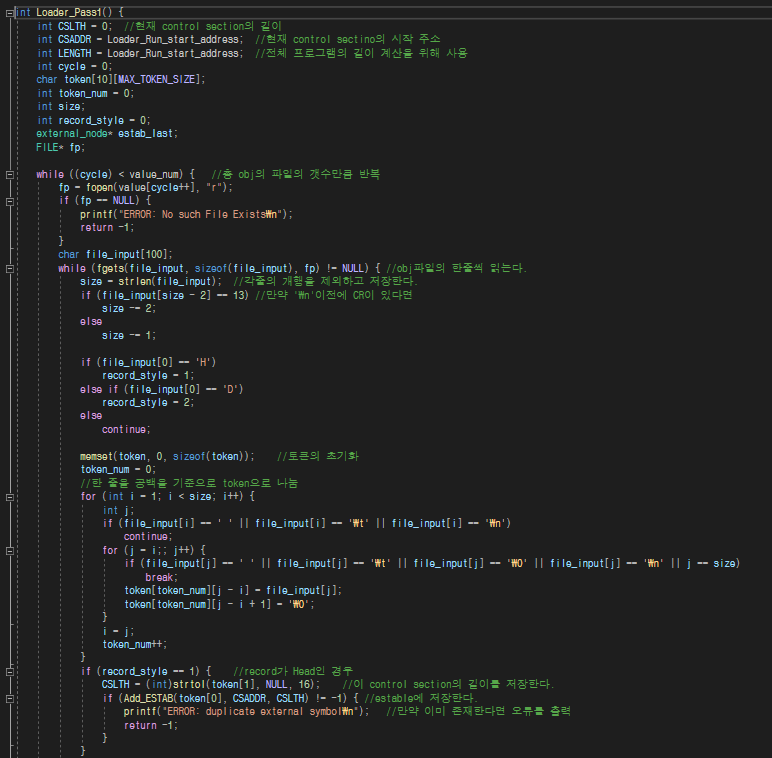 int Loader_Pass1() {
int CSLTH = 0;  //현재 control section의 길이
int CSADDR = Loader_Run_start_address;  //현재 control sectino의 시작 주소
int LENGTH = Loader_Run_start_address;  //전체 프로그램의 길이 계산을 위해 사용
int cycle = 0;
char token[10][MAX_TOKEN_SIZE];
int token_num = 0;
int size;
int record_style = 0;
external_node* estab_last;
FILE* fp;
while ((cycle) < value_num) {   //총 obj의 파일의 갯수만큼 반복
fp = fopen(value[cycle++], "r");
if (fp == NULL) {
printf("ERROR: No such File Exists₩n");
return -1;
}
char file_input[100];
while (fgets(file_input, sizeof(file_input), fp) != NULL) { //obj파일의 한줄씩 읽는다.
size = strlen(file_input);  //각줄의 개행을 제외하고 저장한다.
if (file_input[size - 2] == 13) //만약 '₩n'이전에 CR이 있다면
size -= 2;
else
size -= 1;
if (file_input[0] == 'H')
record_style = 1;
else if (file_input[0] == 'D')
record_style = 2;
else
continue;
memset(token, 0, sizeof(token));    //토큰의 초기화
token_num = 0;
//한 줄을 공백을 기준으로 token으로 나눔
for (int i = 1; i < size; i++) {
int j;
if (file_input[i] == ' ' || file_input[i] == '₩t' || file_input[i] == '₩n')
continue;
for (j = i;; j++) {
if (file_input[j] == ' ' || file_input[j] == '₩t' || file_input[j] == '₩0' || file_input[j] == '₩n' || j == size)
break;
token[token_num][j - i] = file_input[j];
token[token_num][j - i + 1] = '₩0';
}
i = j;
token_num++;
}
if (record_style == 1) {    //record가 Head인 경우
CSLTH = (int)strtol(token[1], NULL, 16);    //이 control section의 길이를 저장한다.
if (Add_ESTAB(token[0], CSADDR, CSLTH) != -1) { //estable에 저장한다.
printf("ERROR: duplicate external symbol₩n");   //만약 이미 존재한다면 오류를 출력
return -1;
}
}